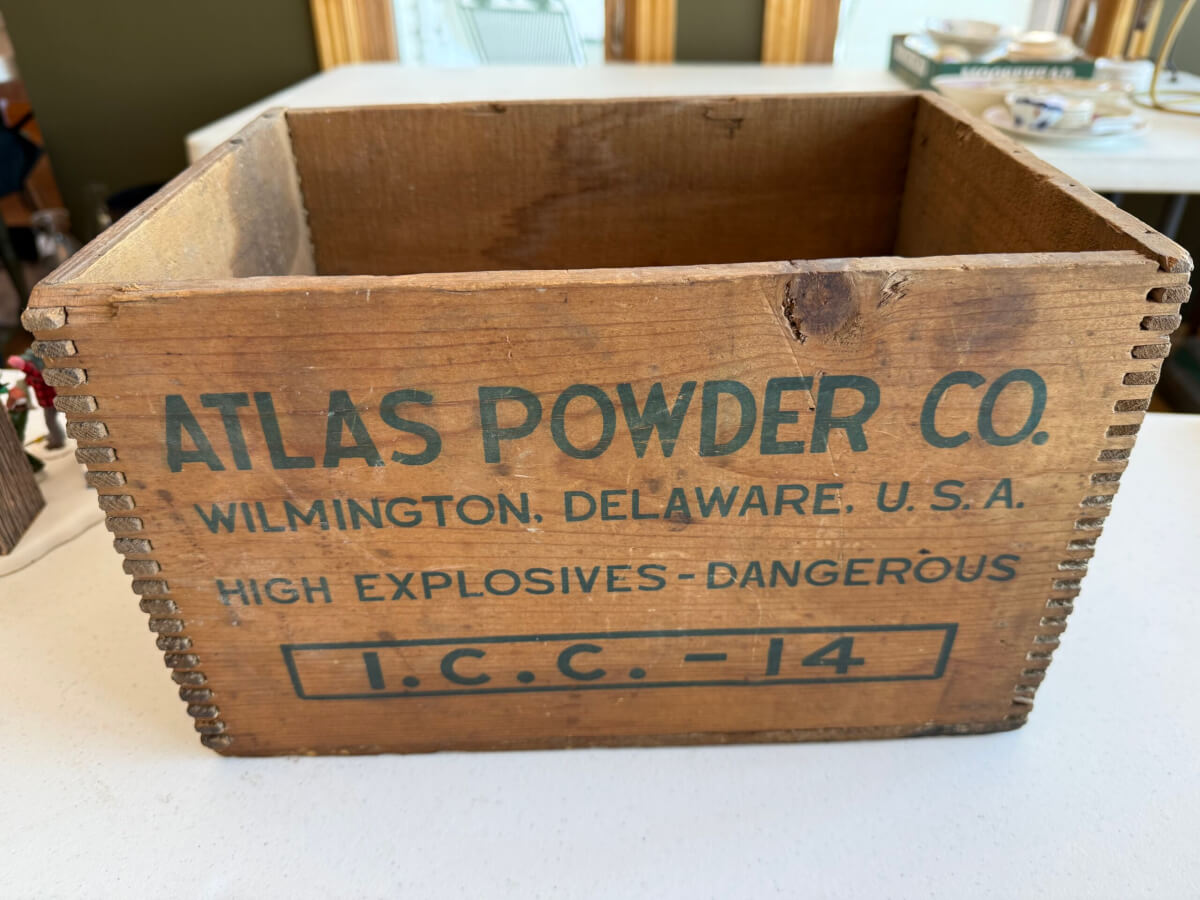 ATLAS POWDER CO.
WILMINGTON, DELAWARE, U.S.A.
HIGH EXPLOSIVES-DANGEROUS
I.C.C.-14